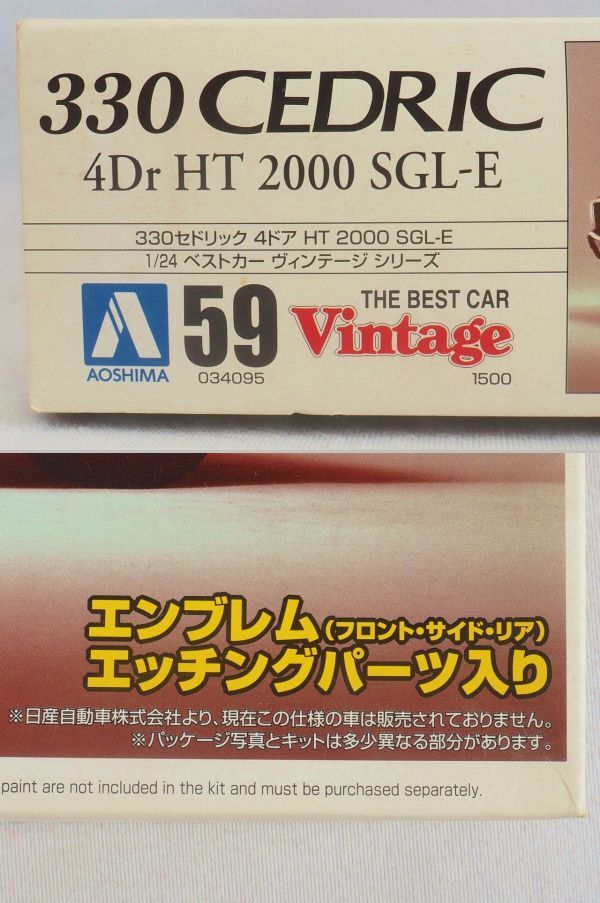 330 CEDRIC
4Dr HT 2000 SGL-E
330セドリック 4ドア HT 2000 SGL-E
1/24 ベストカー ヴィンテージ シリーズ
AOSHIMA
59
034095
THE BEST CAR
Vintage
1500
エンブレム(フロント・サイド・リア)
エッチングパーツ入り
※日産自動車株式会社より、現在この仕様の車は販売されておりません。
※パッケージ写真とキットは多少異なる部分があります。
paint are not included in the kit and must be purchased separately.